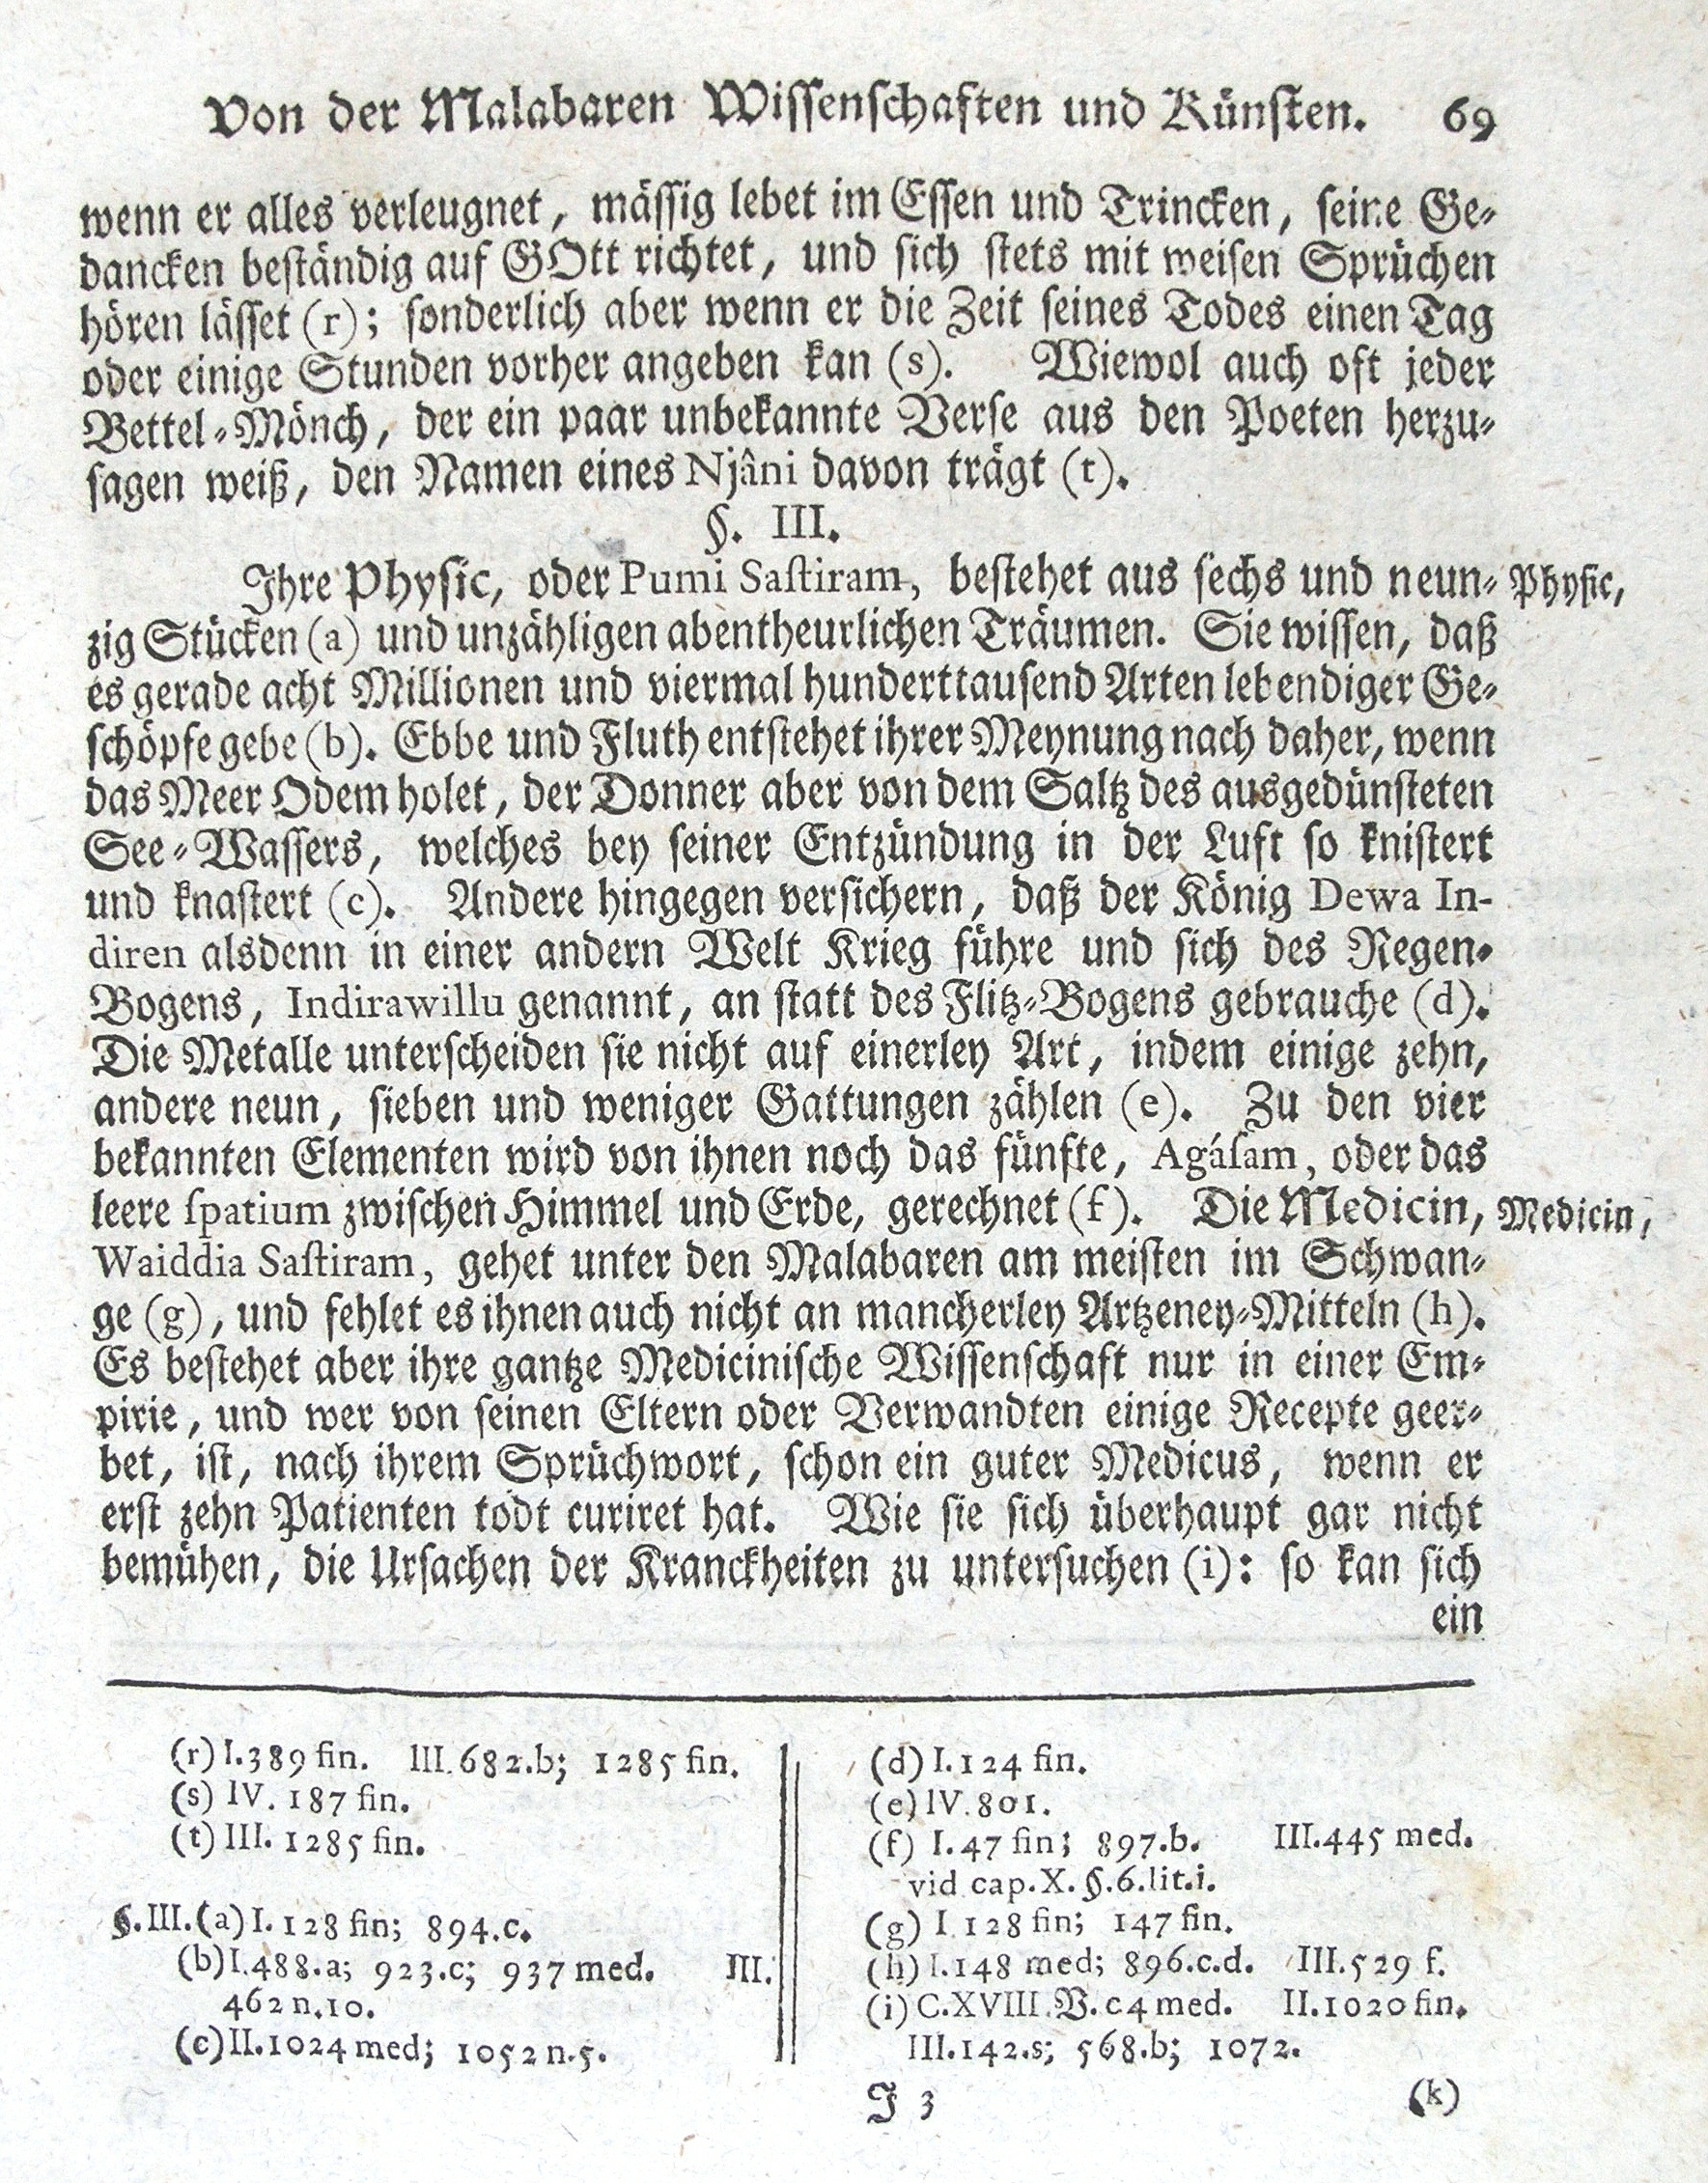 Von der Malabaren Wissenschaften und Künsten. 69
wenn er alles verleugnet, mässig lebet im Essen und Trincken, seine Ge-
dancken beständig auf GOtt richtet, und sich stets mit weisen Sprüchen
hören lässet (r); sonderlich aber wenn er die Zeit seines Todes einen Tag
oder einige Stunden vorher angeben kan (s). Wiewol auch oft jeder
Bettel-Mönch, der ein paar unbekannte Verse aus den Poeten herzu-
sagen weiß, den Namen eines Njâni davon trägt (t).
§. III.
Ihre Physic, oder Pumi Sastiram, bestehet aus sechs und neun- Physic,
zig Stücken (a) und unzähligen abentheurlichen Träumen. Sie wissen, daß
es gerade acht Millionen und viermal hunderttausend Arten lebendiger Ge-
schöpfe gebe (b). Ebbe und Fluth entstehet ihrer Meynung nach daher, wenn
das Meer Odem holet, der Donner aber von dem Saltz des ausgedünsteten
See-Wassers, welches bey seiner Entzündung in der Luft so knistert
und knastert (c). Andere hingegen versichern, daß der König Dewa In-
diren alsdenn in einer andern Welt Krieg führe und sich des Regen-
Bogens, Indirawillu genannt, an statt des Flitz-Bogens gebrauche (d).
Die Metalle unterscheiden sie nicht auf einerley Art, indem einige zehn,
andere neun, sieben und weniger Gattungen zählen (e). Zu den vier
bekannten Elementen wird von ihnen noch das fünfte, Agásam, oder das
leere spatium zwischen Himmel und Erde, gerechnet (f). Die Medicin, Medicin,
Waiddia Sastiram, gehet unter den Malabaren am meisten im Schwan-
ge (g), und fehlet es ihnen auch nicht an mancherley Artzeney-Mitteln (h).
Es bestehet aber ihre gantze Medicinische Wissenschaft nur in einer Em-
pirie, und wer von seinen Eltern oder Verwandten einige Recepte geer-
bet, ist, nach ihrem Sprüchwort, schon ein guter Medicus, wenn er
erst zehn Patienten todt curiret hat. Wie sie sich überhaupt gar nicht
bemühen, die Ursachen der Kranckheiten zu untersuchen (i): so kan sich
ein
(r) I.389 fin. III.682.b; 1285 fin.
(s) IV. 187 fin.
(t) III. 1285 fin.
§.III.(a) I. 128 fin; 894.c.
(b) I.488.a; 923.c; 937 med. III.
462 n.10.
(c) II.1024 med; 1052 n.5.
(d) I.124 fin.
(e) IV.801.
(f) I.47 fin; 897.b. III.445 med.
vid cap.X. §.6.lit.i.
(g) I 128 fin; 147 fin.
(h) I.148 med; 896.c.d. III.529 f.
(i) C.XVIII.V.c4 med. II.1020 fin.
III.142.s; 568.b; 1072.
J 3 (k)